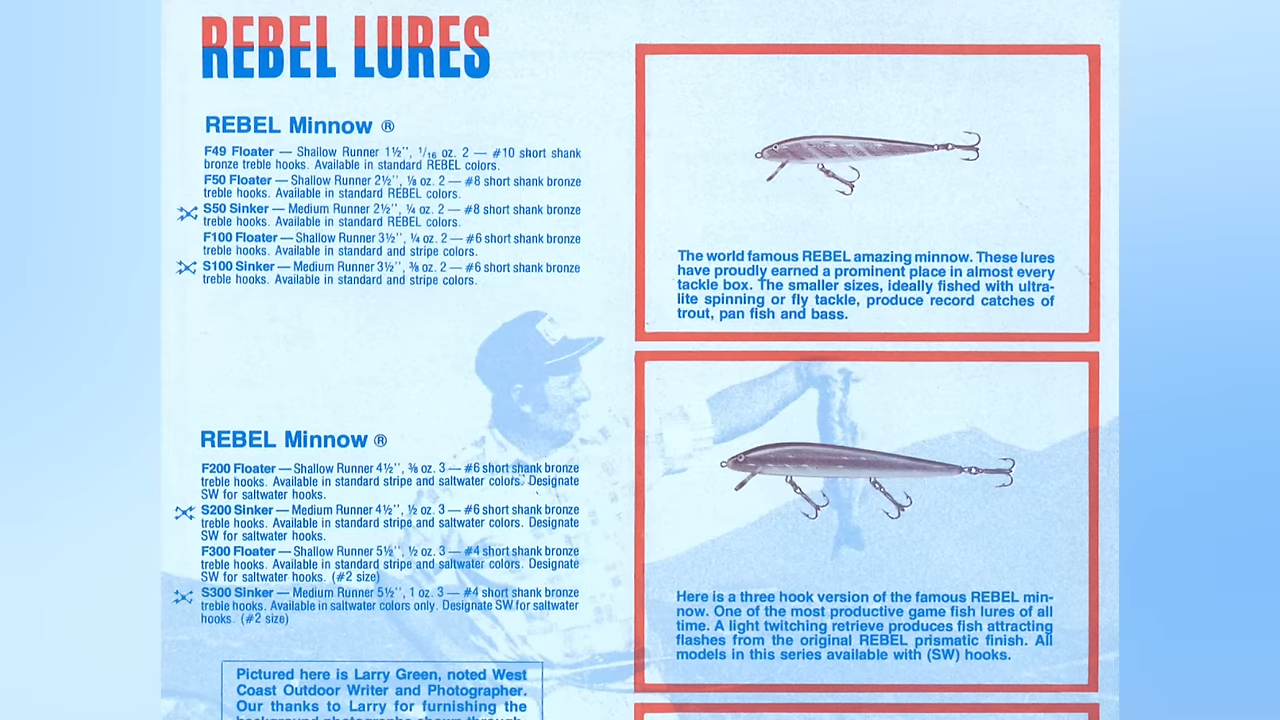 REBEL LURES
REBEL Minnow ®
F49 Floater — Shallow Runner 1½'', 1/16 oz. 2 — #10 short shank
bronze treble hooks. Available in standard REBEL colors.
F50 Floater — Shallow Runner 2½'', ⅛ oz. 2 — #8 short shank bronze
treble hooks. Available in standard REBEL colors.
S50 Sinker — Medium Runner 2½'', ¼ oz. 2 — #8 short shank bronze
treble hooks. Available in standard REBEL colors.
F100 Floater — Shallow Runner 3½'', ¼ oz. 2 — #6 short shank bronze
treble hooks. Available in standard and stripe colors.
S100 Sinker — Medium Runner 3½'', ⅜ oz. 2 — #6 short shank bronze
treble hooks. Available in standard and stripe colors.
The world famous REBEL amazing minnow. These lures
have proudly earned a prominent place in almost every
tackle box. The smaller sizes, ideally fished with ultra-
lite spinning or fly tackle, produce record catches of
trout, pan fish and bass.
REBEL Minnow ®
F200 Floater — Shallow Runner 4½'', ⅜ oz. 3 — #6 short shank bronze
treble hooks. Available in standard stripe and saltwater colors. Designate
SW for saltwater hooks.
S200 Sinker — Medium Runner 4½'', ½ oz. 3 — #6 short shank bronze
treble hooks. Available in standard stripe and saltwater colors. Designate
SW for saltwater hooks.
F300 Floater — Shallow Runner 5½'', ½ oz. 3 — #4 short shank bronze
treble hooks. Available in standard stripe and saltwater colors. Designate
SW for saltwater hooks. (#2 size)
S300 Sinker — Medium Runner 5½'', 1 oz. 3 — #4 short shank bronze
treble hooks. Available in saltwater colors only. Designate SW for saltwater
hooks. (#2 size)
Here is a three hook version of the famous REBEL min-
now. One of the most productive game fish lures of all
time. A light twitching retrieve produces fish attracting
flashes from the original REBEL prismatic finish. All
models in this series available with (SW) hooks.
Pictured here is Larry Green, noted West
Coast Outdoor Writer and Photographer.
Our thanks to Larry for furnishing the
background photographs shown through-